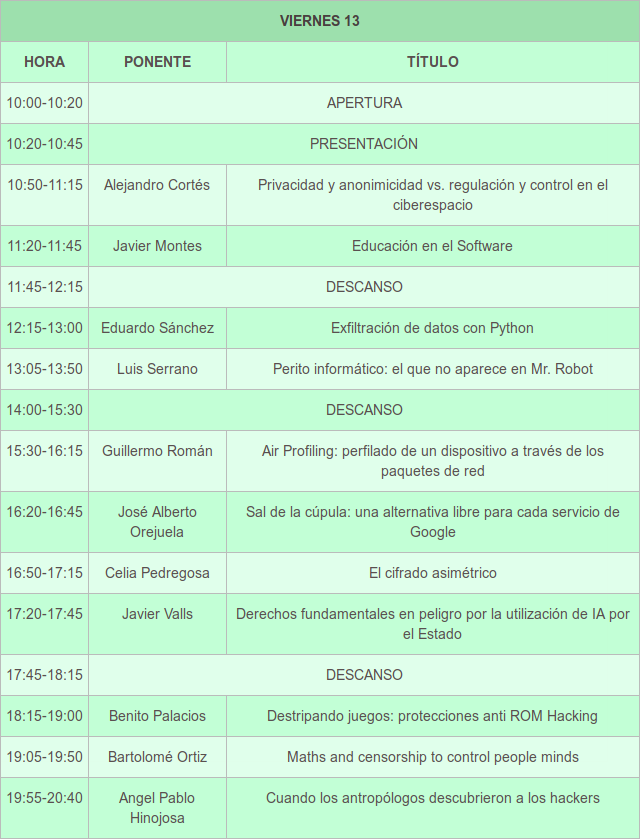 VIERNES 13
HORA PONENTE TÍTULO
10:00-10:20 APERTURA
10:20-10:45 PRESENTACIÓN
10:50-11:15 Alejandro Cortés Privacidad y anonimicidad vs. regulación y control en el
ciberespacio
11:20-11:45 Javier Montes Educación en el Software
11:45-12:15 DESCANSO
12:15-13:00 Eduardo Sánchez Exfiltración de datos con Python
13:05-13:50 Luis Serrano Perito informático: el que no aparece en Mr. Robot
14:00-15:30 DESCANSO
15:30-16:15 Guillermo Román Air Profiling: perfilado de un dispositivo a través de los
paquetes de red
16:20-16:45 José Alberto Sal de la cúpula: una alternativa libre para cada servicio de
Orejuela Google
16:50-17:15 Celia Pedregosa El cifrado asimétrico
17:20-17:45 Javier Valls Derechos fundamentales en peligro por la utilización de IA por
el Estado
17:45-18:15 DESCANSO
18:15-19:00 Benito Palacios Destripando juegos: protecciones anti ROM Hacking
19:05-19:50 Bartolomé Ortiz Maths and censorship to control people minds
19:55-20:40 Angel Pablo Cuando los antropólogos descubrieron a los hackers
Hinojosa